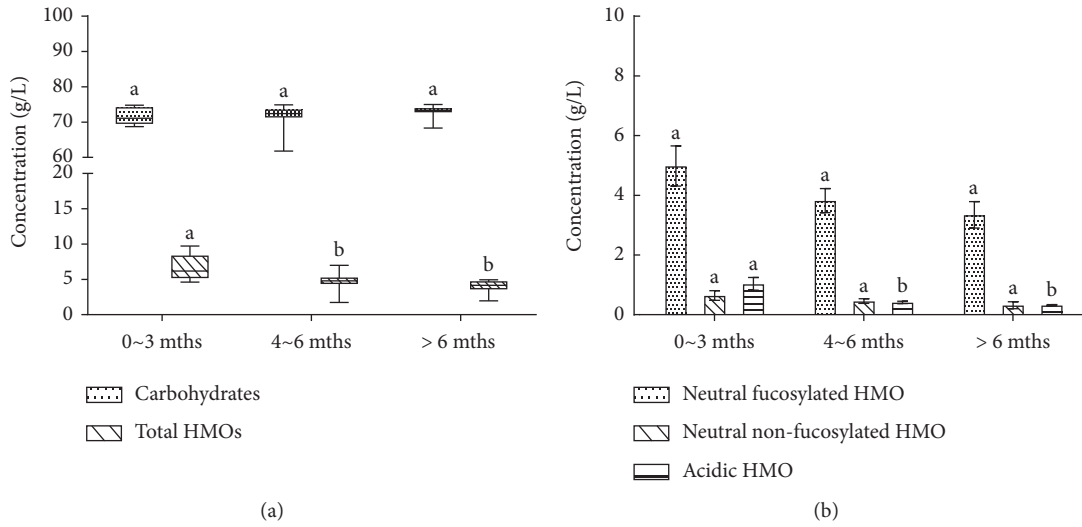 Concentration (g/L)
100
90
80
70
60
20
15
10
5
0
a
a
a
a
b
b
0~3 mths
4~6 mths
> 6 mths
Carbohydrates
Total HMOs
(a)
Concentration (g/L)
10
8
6
4
2
0
a
a
a
a
a
b
a
a
b
0~3 mths
4~6 mths
> 6 mths
Neutral fucosylated HMO
Neutral non-fucosylated HMO
Acidic HMO
(b)